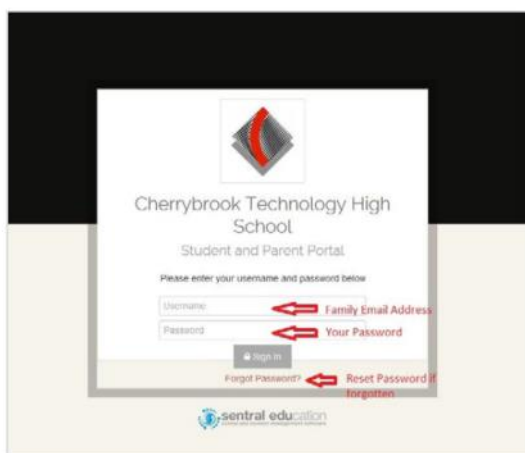 Cherrybrook Technology High
School
Student and Parent Portal
Please enter your username and password below
Username
Family Email Address
Password
Your Password
Sign In
Forgot Password?
Reset Password if
forgotten
sentral education